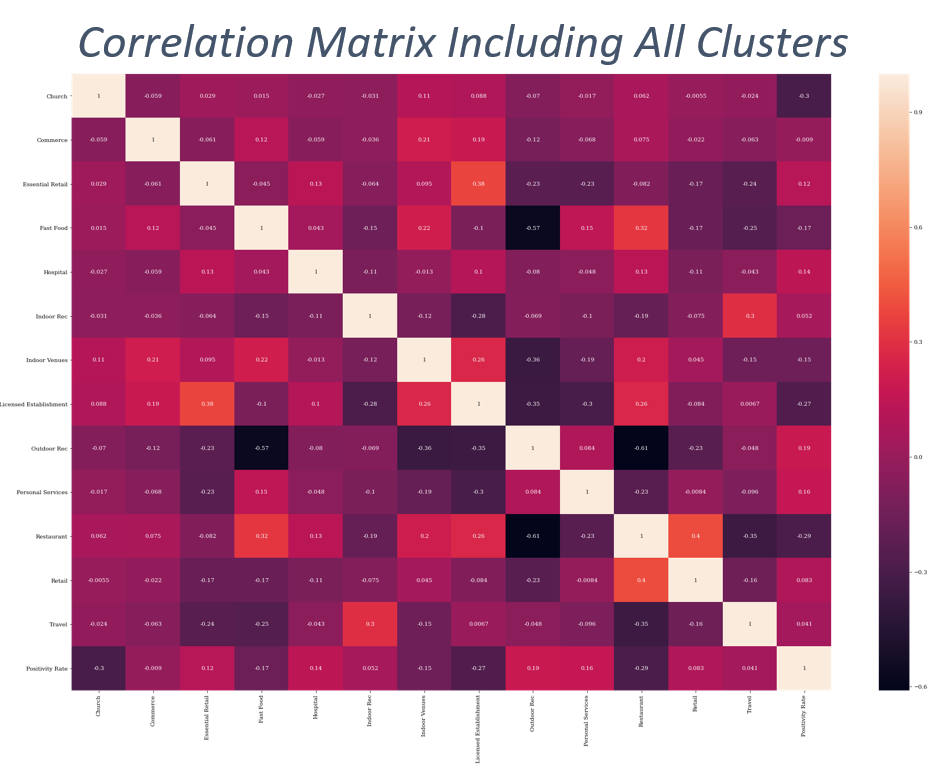 Correlation Matrix Including All Clusters
Church 1 -0.059 0.029 0.015 -0.027 -0.031 0.11 0.088 -0.07 -0.017 0.062 -0.0055 -0.024 -0.3
Commerce -0.059 1 -0.061 0.12 -0.059 -0.036 0.21 0.19 -0.12 -0.068 0.075 -0.022 -0.063 -0.009
Essential Retail 0.029 -0.061 1 -0.045 0.13 -0.064 0.095 0.38 -0.23 -0.23 -0.082 -0.17 -0.24 0.12
Fast Food 0.015 0.12 -0.045 1 0.043 -0.15 0.22 -0.1 -0.57 0.15 0.32 -0.17 -0.25 -0.17
Hospital -0.027 -0.059 0.13 0.043 1 -0.11 -0.013 0.1 -0.08 -0.048 0.13 -0.11 -0.043 0.14
Indoor Rec -0.031 -0.036 -0.064 -0.15 -0.11 1 -0.12 -0.28 -0.069 -0.1 -0.19 -0.075 0.3 0.052
Indoor Venues 0.11 0.21 0.095 0.22 -0.013 -0.12 1 0.26 -0.36 -0.19 0.2 0.045 -0.15 -0.15
Licensed Establishment 0.088 0.19 0.38 -0.1 0.1 -0.28 0.26 1 -0.35 -0.3 0.26 -0.084 0.0067 -0.27
Outdoor Rec -0.07 -0.12 -0.23 -0.57 -0.08 -0.069 -0.36 -0.35 1 0.084 -0.61 -0.23 -0.048 0.19
Personal Services -0.017 -0.068 -0.23 0.15 -0.048 -0.1 -0.19 -0.3 0.084 1 -0.23 -0.0084 -0.096 0.16
Restaurant 0.062 0.075 -0.082 0.32 0.13 -0.19 0.2 0.26 -0.61 -0.23 1 0.4 -0.35 -0.29
Retail -0.0055 -0.022 -0.17 -0.17 -0.11 -0.075 0.045 -0.084 -0.23 -0.0084 0.4 1 -0.16 0.083
Travel -0.024 -0.063 -0.24 -0.25 -0.043 0.3 -0.15 0.0067 -0.048 -0.096 -0.35 -0.16 1 0.041
Positivity Rate -0.3 -0.009 0.12 -0.17 0.14 0.052 -0.15 -0.27 0.19 0.16 -0.29 0.083 0.041 1
Church Commerce Essential Retail Fast Food Hospital Indoor Rec Indoor Venues Licensed Establishment Outdoor Rec Personal Services Restaurant Retail Travel Positivity Rate
0.9
0.6
0.3
0.0
-0.3
-0.6